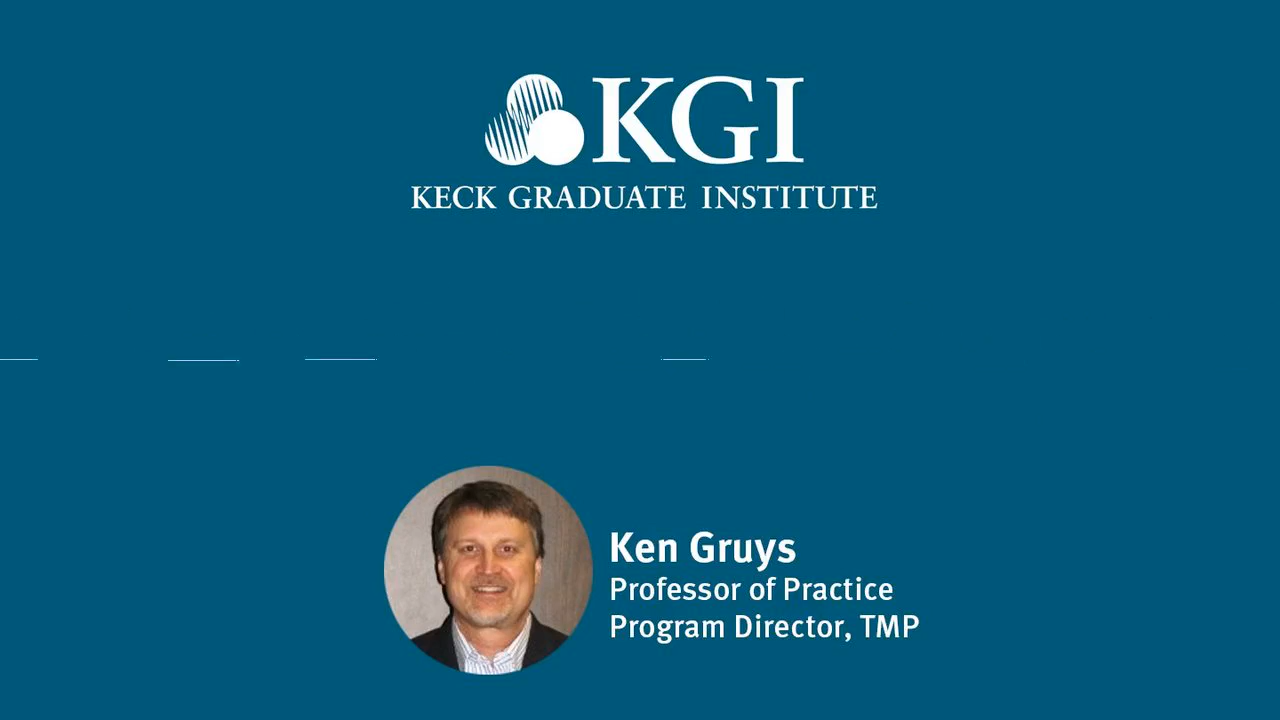 KGI
KECK GRADUATE INSTITUTE
Ken Gruys
Professor of Practice
Program Director, TMP